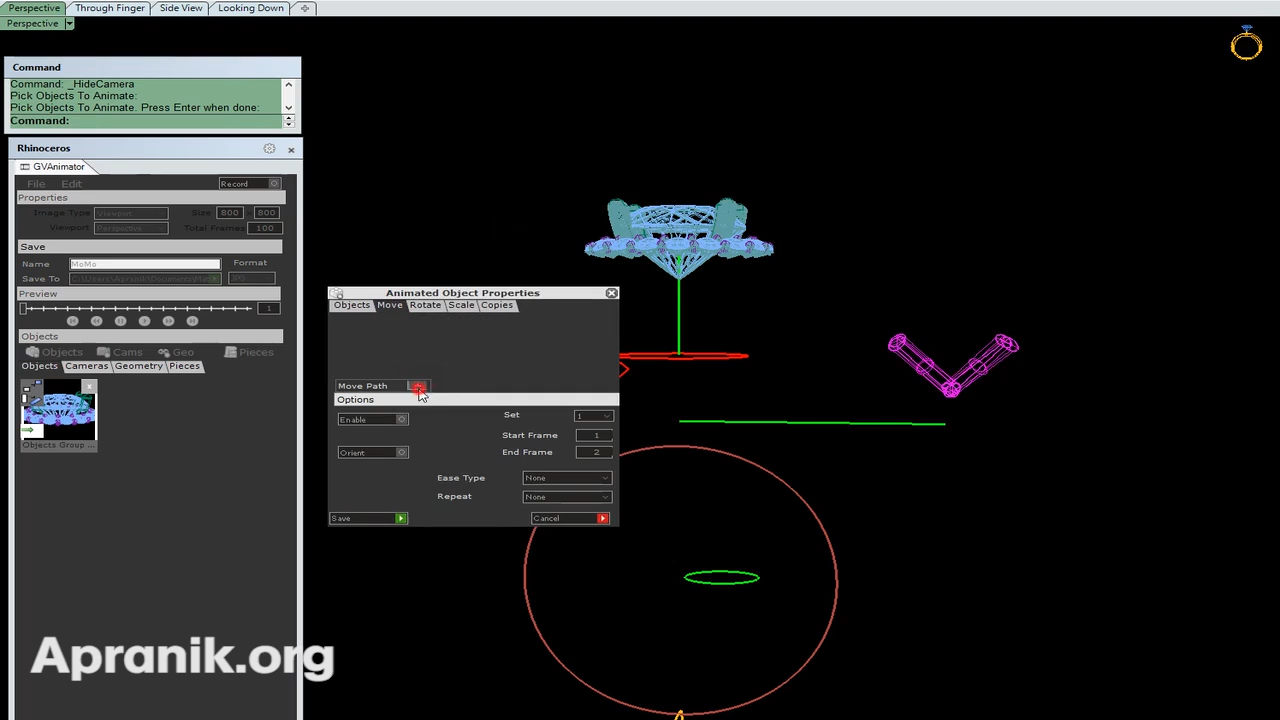 Perspective Through Finger Side View Looking Down
Perspective
Command
Command: _HideCamera
Pick Objects To Animate:
Pick Objects To Animate. Press Enter when done:
Command:
Rhinoceros
GVAnimator
File Edit Record
Properties
Image Type Viewport Size 800 x 800
Viewport Perspective Total Frames 100
Save
Name MoMo Format
Save To
Preview
1
Objects
Objects Cams Geo Pieces
Objects Cameras Geometry Pieces
Objects Group ...
Animated Object Properties
Objects Move Rotate Scale Copies
Move Path
Options
Enable Set 1
Start Frame 1
Orient End Frame 2
Ease Type None
Repeat None
Save Cancel
Apranik.org